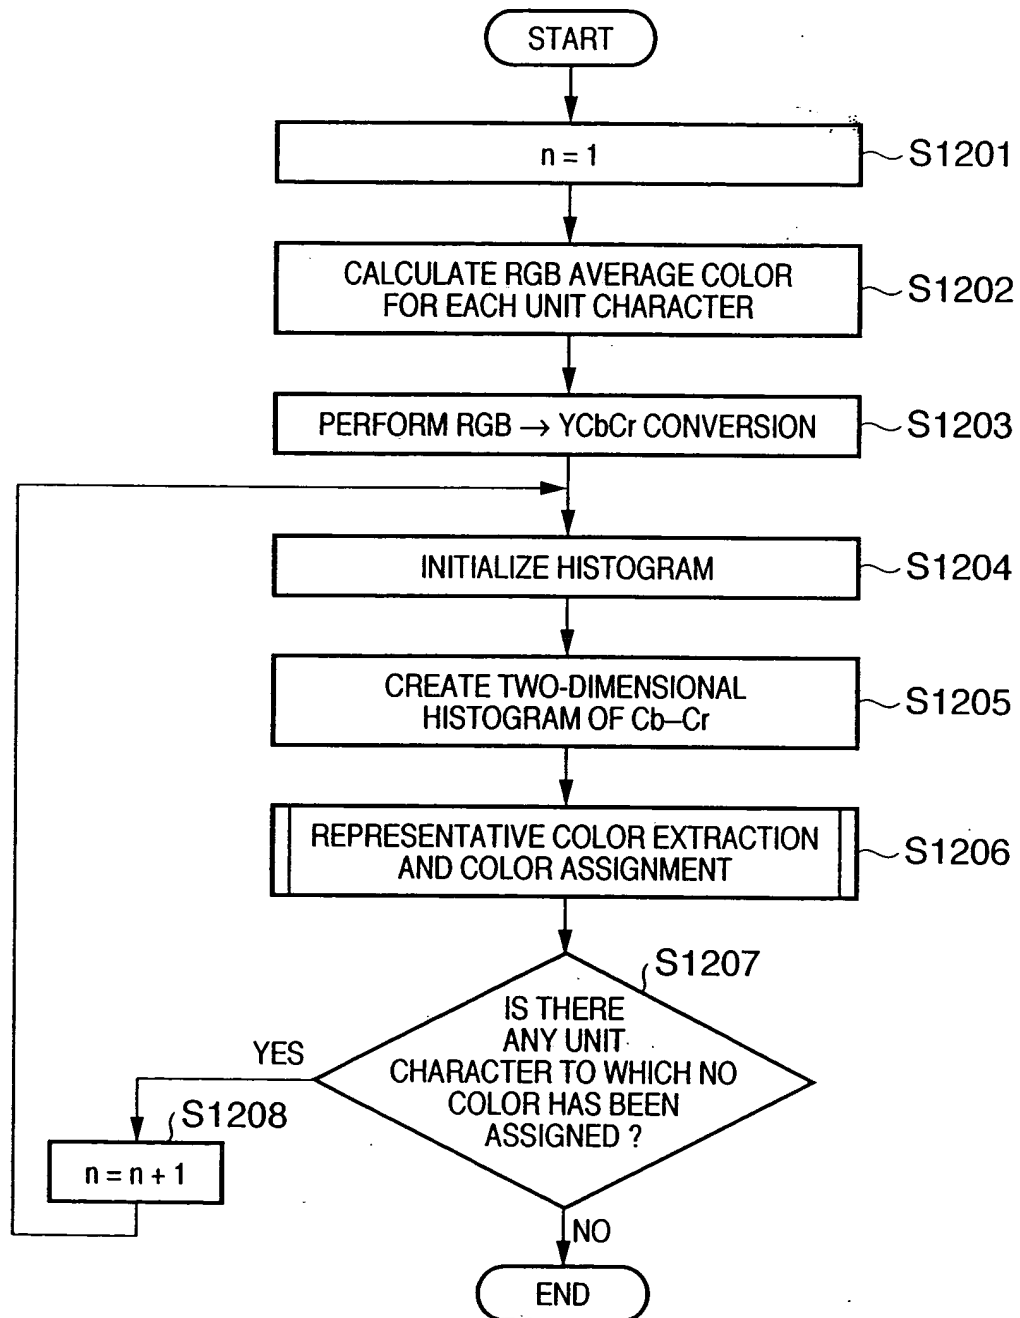 START
n = 1
S1201
CALCULATE RGB AVERAGE COLOR
FOR EACH UNIT CHARACTER
S1202
PERFORM RGB → YCbCr CONVERSION
S1203
INITIALIZE HISTOGRAM
S1204
CREATE TWO-DIMENSIONAL
HISTOGRAM OF Cb–Cr
S1205
REPRESENTATIVE COLOR EXTRACTION
AND COLOR ASSIGNMENT
S1206
S1207
IS THERE
ANY UNIT
CHARACTER TO WHICH NO
COLOR HAS BEEN
ASSIGNED ?
YES
S1208
n = n + 1
NO
END